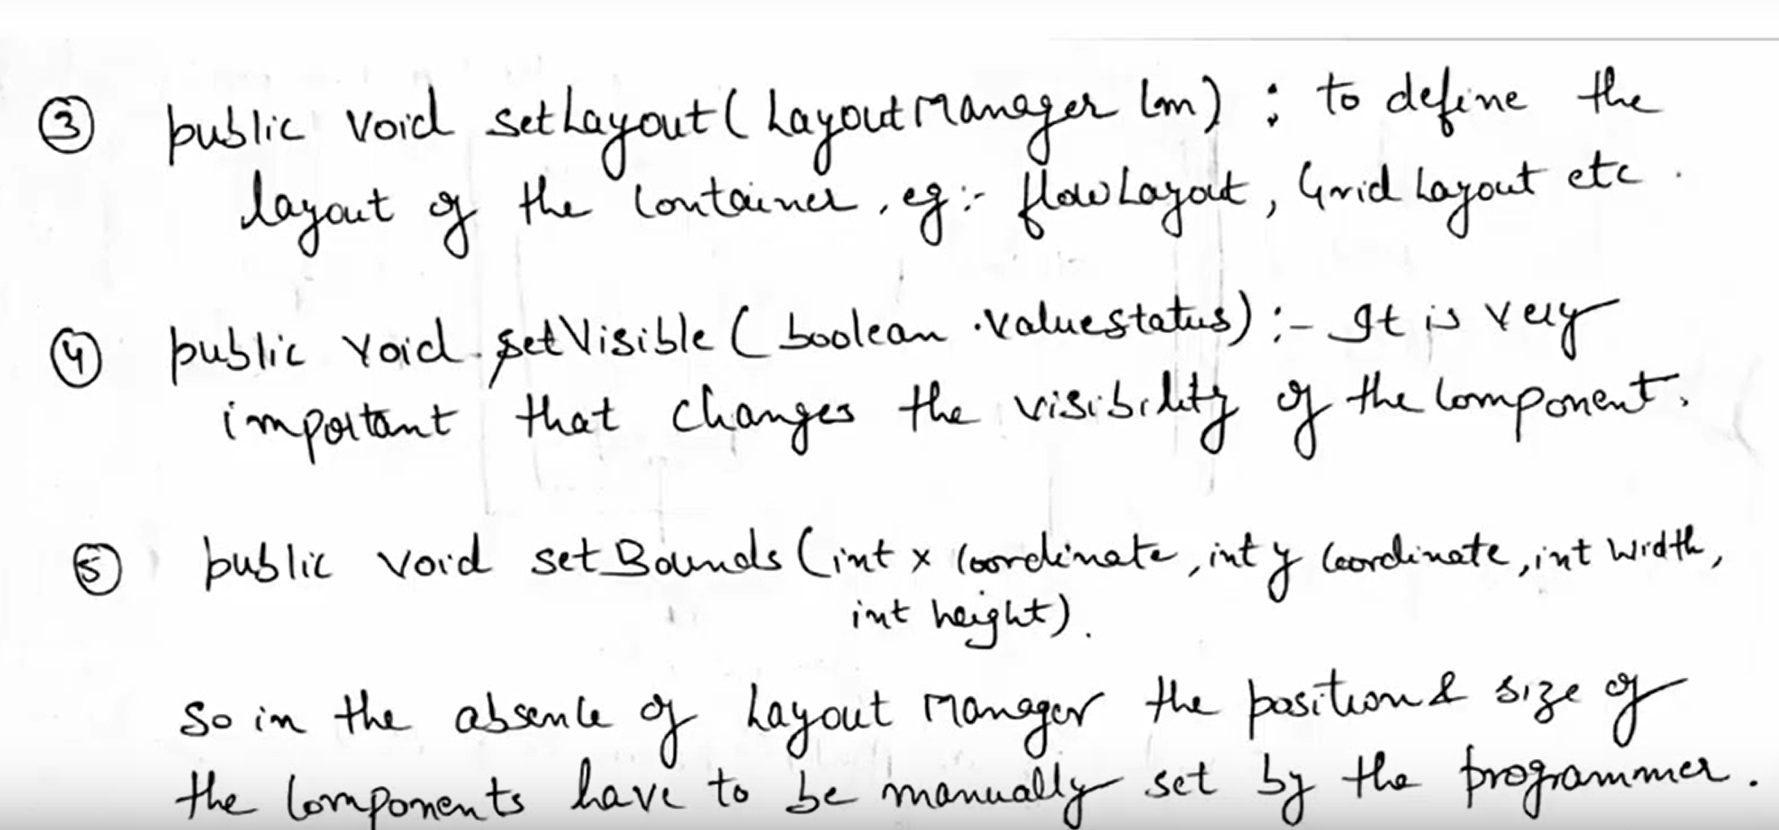 ③ public void setLayout( LayoutManager lm) : to define the
layout of the container, eg:- flowLayout, Grid Layout etc .
④ public void setVisible ( boolean valuestatus) :- It is very
important that changes the visibility of the component.
⑤ public void setBounds (int x coordinate, int y coordinate, int width,
int height).
So in the absence of Layout Manager the position & size of
the components have to be manually set by the programmer.